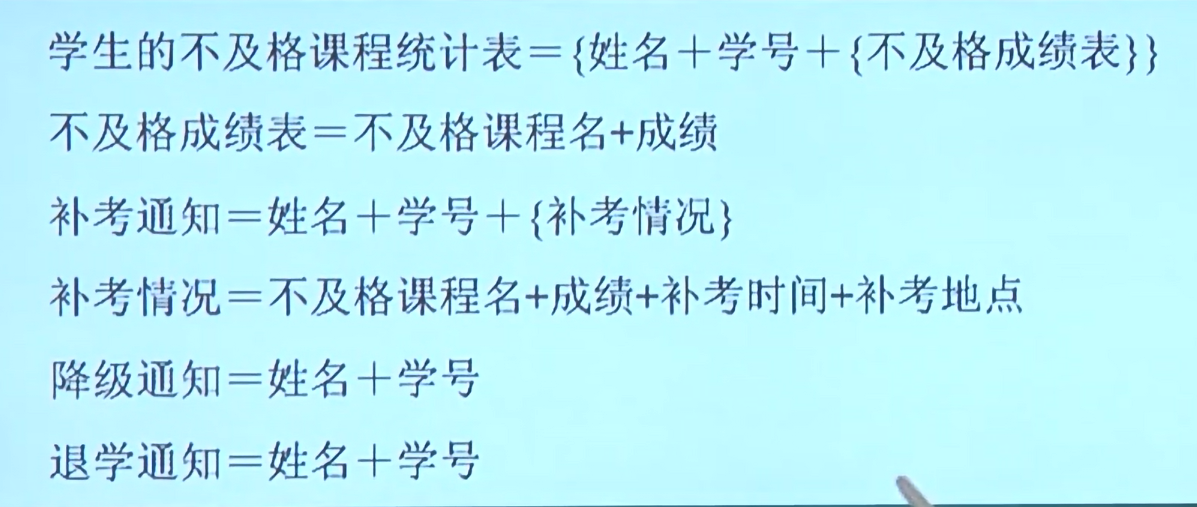 学生的不及格课程统计表＝{姓名＋学号＋{不及格成绩表}}
不及格成绩表＝不及格课程名+成绩
补考通知＝姓名＋学号＋{补考情况}
补考情况＝不及格课程名+成绩+补考时间+补考地点
降级通知＝姓名＋学号
退学通知＝姓名＋学号